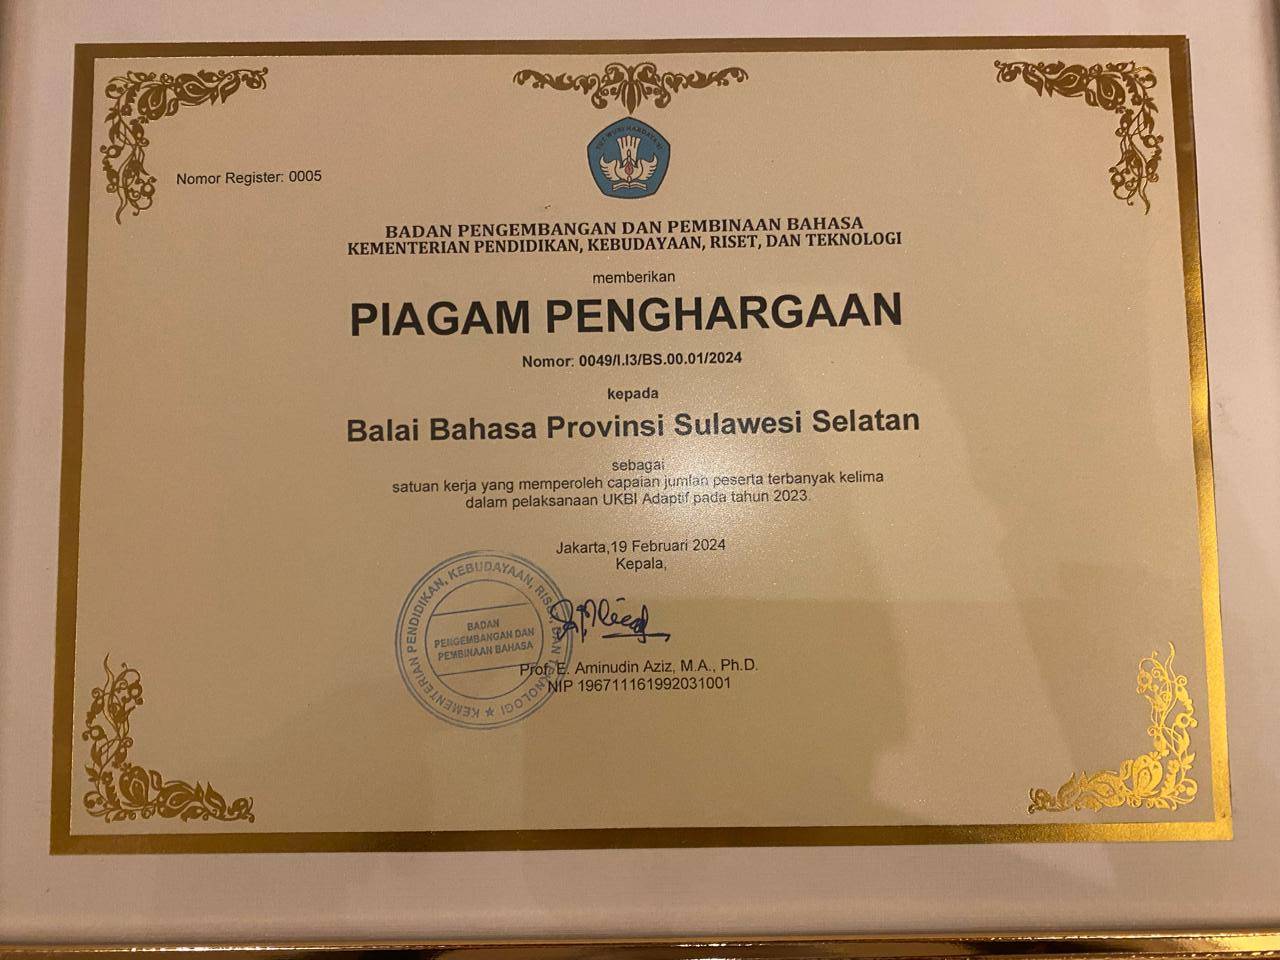 Nomor Register: 0005
TUT WURI HANDAYANI
BADAN PENGEMBANGAN DAN PEMBINAAN BAHASA
KEMENTERIAN PENDIDIKAN, KEBUDAYAAN, RISET, DAN TEKNOLOGI
memberikan
PIAGAM PENGHARGAAN
Nomor: 0049/I.I3/BS.00.01/2024
kepada
Balai Bahasa Provinsi Sulawesi Selatan
sebagai
satuan kerja yang memperoleh capaian jumlah peserta terbanyak kelima
dalam pelaksanaan UKBI Adaptif pada tahun 2023.
Jakarta,19 Februari 2024
Kepala,
KEMENTERIAN PENDIDIKAN, KEBUDAYAAN, RISET, DAN TEKNOLOGI
BADAN
PENGEMBANGAN DAN
PEMBINAAN BAHASA
Prof. E. Aminudin Aziz, M.A., Ph.D.
NIP 196711161992031001